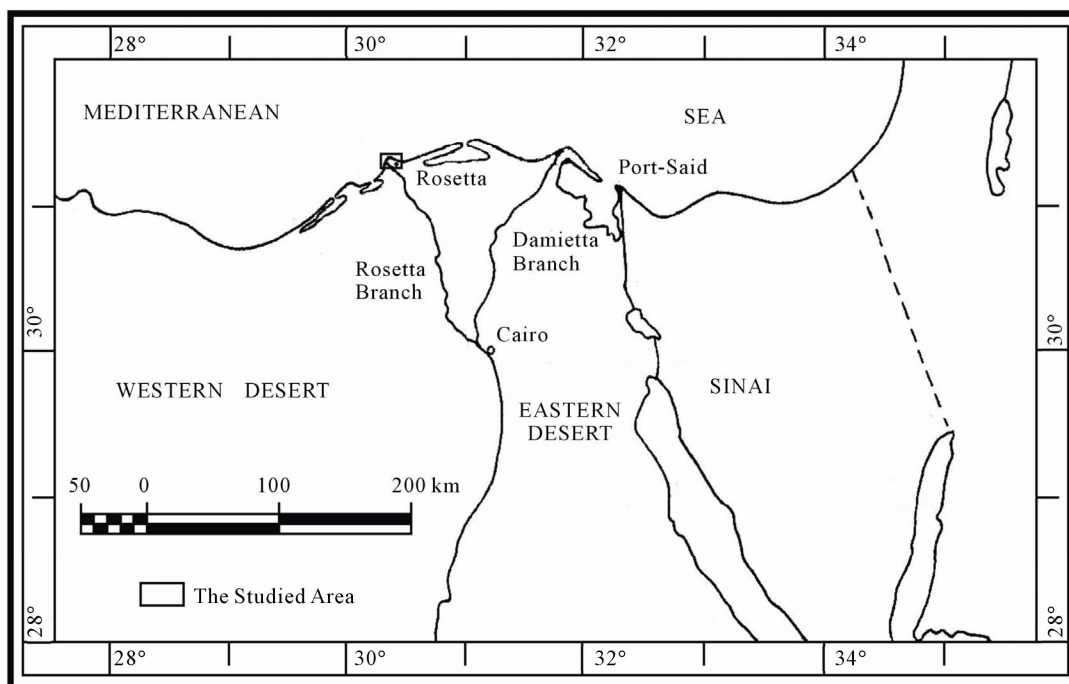 28° 30° 32° 34°
MEDITERRANEAN SEA
Port-Said
Rosetta
Damietta
Branch
Rosetta
Branch
30° 30°
Cairo
WESTERN DESERT
SINAI
EASTERN
DESERT
50 0 100 200 km
The Studied Area
28° 28°
28° 30° 32° 34°